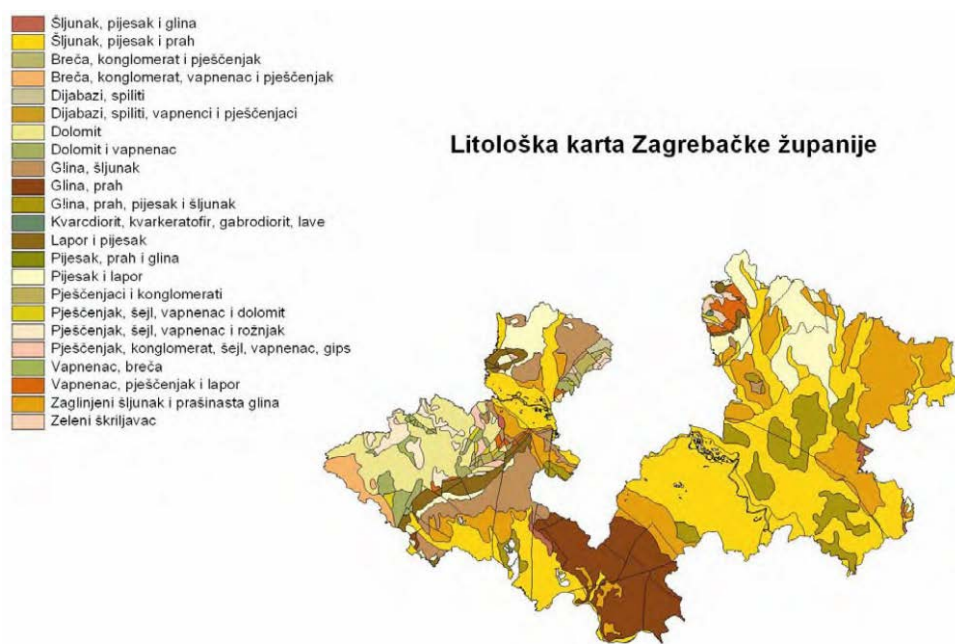 Šljunak, pijesak i glina
Šljunak, pijesak i prah
Breča, konglomerat i pješčenjak
Breča, konglomerat, vapnenac i pješčenjak
Dijabazi, spiliti
Dijabazi, spiliti, vapnenci i pješčenjaci
Dolomit
Dolomit i vapnenac
Glina, šljunak
Glina, prah
Glina, prah, pijesak i šljunak
Kvarcdiorit, kvarkeratofir, gabrodiorit, lave
Lapor i pijesak
Pijesak, prah i glina
Pijesak i lapor
Pješčenjaci i konglomerati
Pješčenjak, šejl, vapnenac i dolomit
Pješčenjak, šejl, vapnenac i rožnjak
Pješčenjak, konglomerat, šejl, vapnenac, gips
Vapnenac, breča
Vapnenac, pješčenjak i lapor
Zaglinjeni šljunak i prašinasta glina
Zeleni škriljavac
Litološka karta Zagrebačke županije